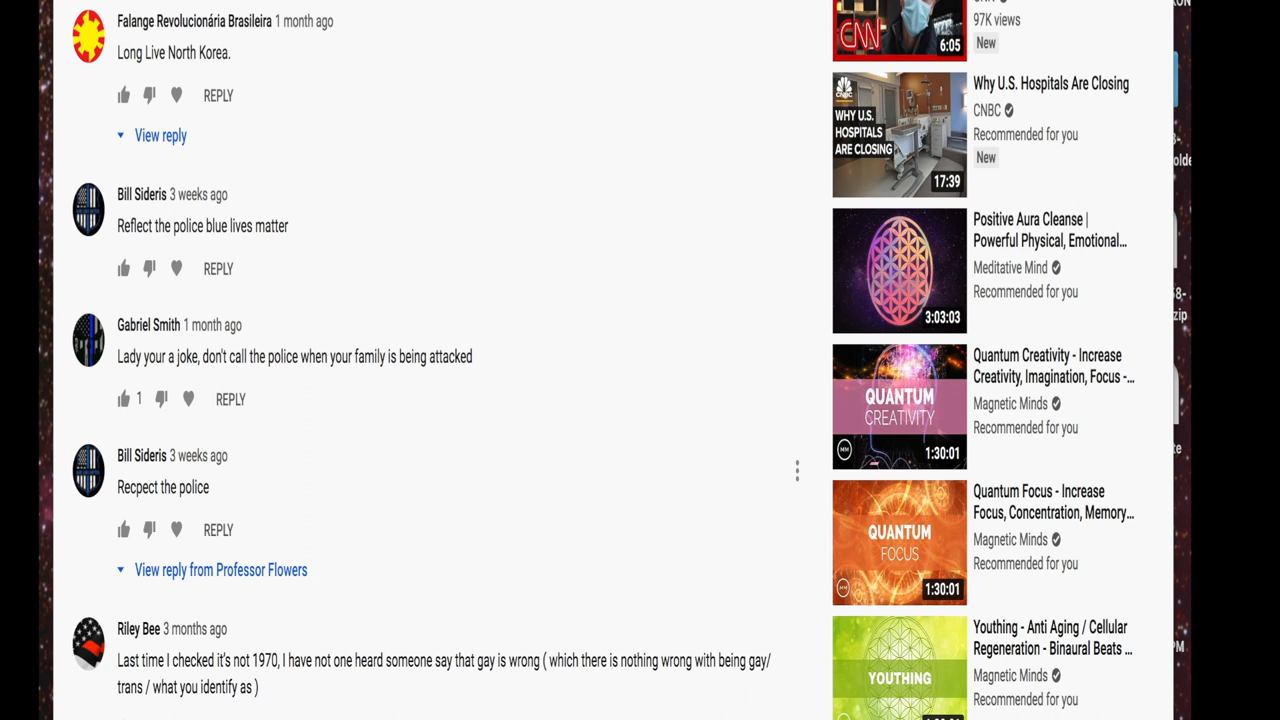 Falange Revolucionária Brasileira 1 month ago
Long Live North Korea.
REPLY
View reply
Bill Sideris 3 weeks ago
Reflect the police blue lives matter
REPLY
Gabriel Smith 1 month ago
Lady your a joke, don't call the police when your family is being attacked
1 REPLY
Bill Sideris 3 weeks ago
Recpect the police
REPLY
View reply from Professor Flowers
Riley Bee 3 months ago
Last time I checked it's not 1970, I have not one heard someone say that gay is wrong ( which there is nothing wrong with being gay/
trans / what you identify as )
CNN
6:05
97K views
New
CNBC
WHY U.S.
HOSPITALS
ARE CLOSING
17:39
Why U.S. Hospitals Are Closing
CNBC
Recommended for you
New
3:03:03
Positive Aura Cleanse |
Powerful Physical, Emotional...
Meditative Mind
Recommended for you
QUANTUM
CREATIVITY
MM
1:30:01
Quantum Creativity - Increase
Creativity, Imagination, Focus -...
Magnetic Minds
Recommended for you
QUANTUM
FOCUS
1:30:01
Quantum Focus - Increase
Focus, Concentration, Memory...
Magnetic Minds
Recommended for you
YOUTHING
Youthing - Anti Aging / Cellular
Regeneration - Binaural Beats ...
Magnetic Minds
Recommended for you
zip
PM